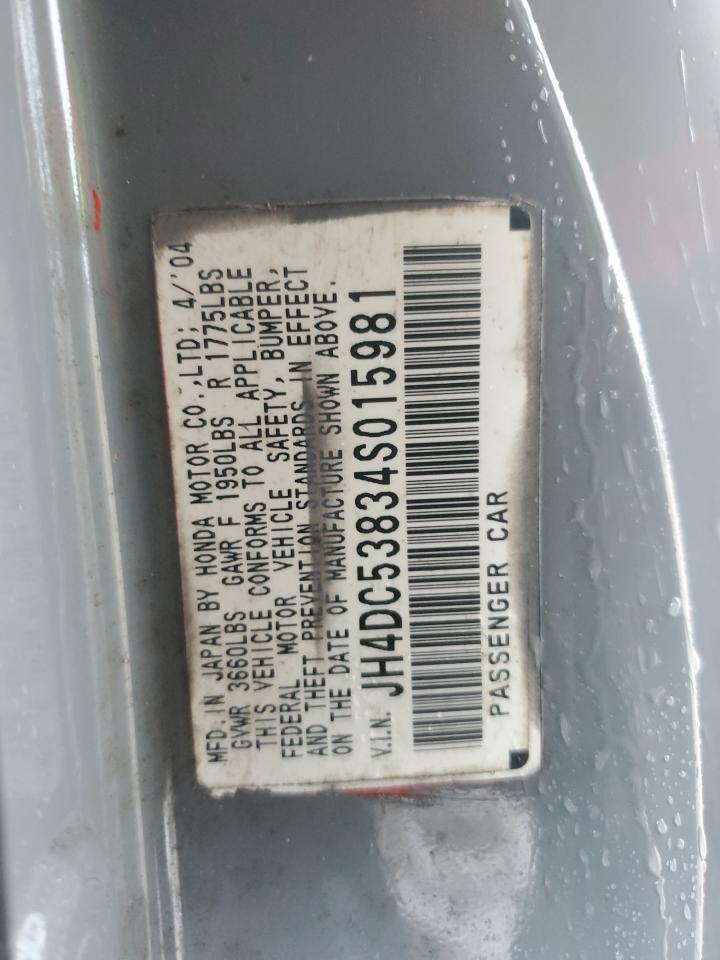 MFD. IN JAPAN BY HONDA MOTOR CO.,LTD; 4/'04
GVWR 3660LBS GAWR F 1950LBS R 1775LBS
THIS VEHICLE CONFORMS TO ALL APPLICABLE
FEDERAL MOTOR VEHICLE SAFETY, BUMPER,
AND THEFT PREVENTION STANDARDS IN EFFECT
ON THE DATE OF MANUFACTURE SHOWN ABOVE.
V.I.N. JH4DC53834S015981
PASSENGER CAR